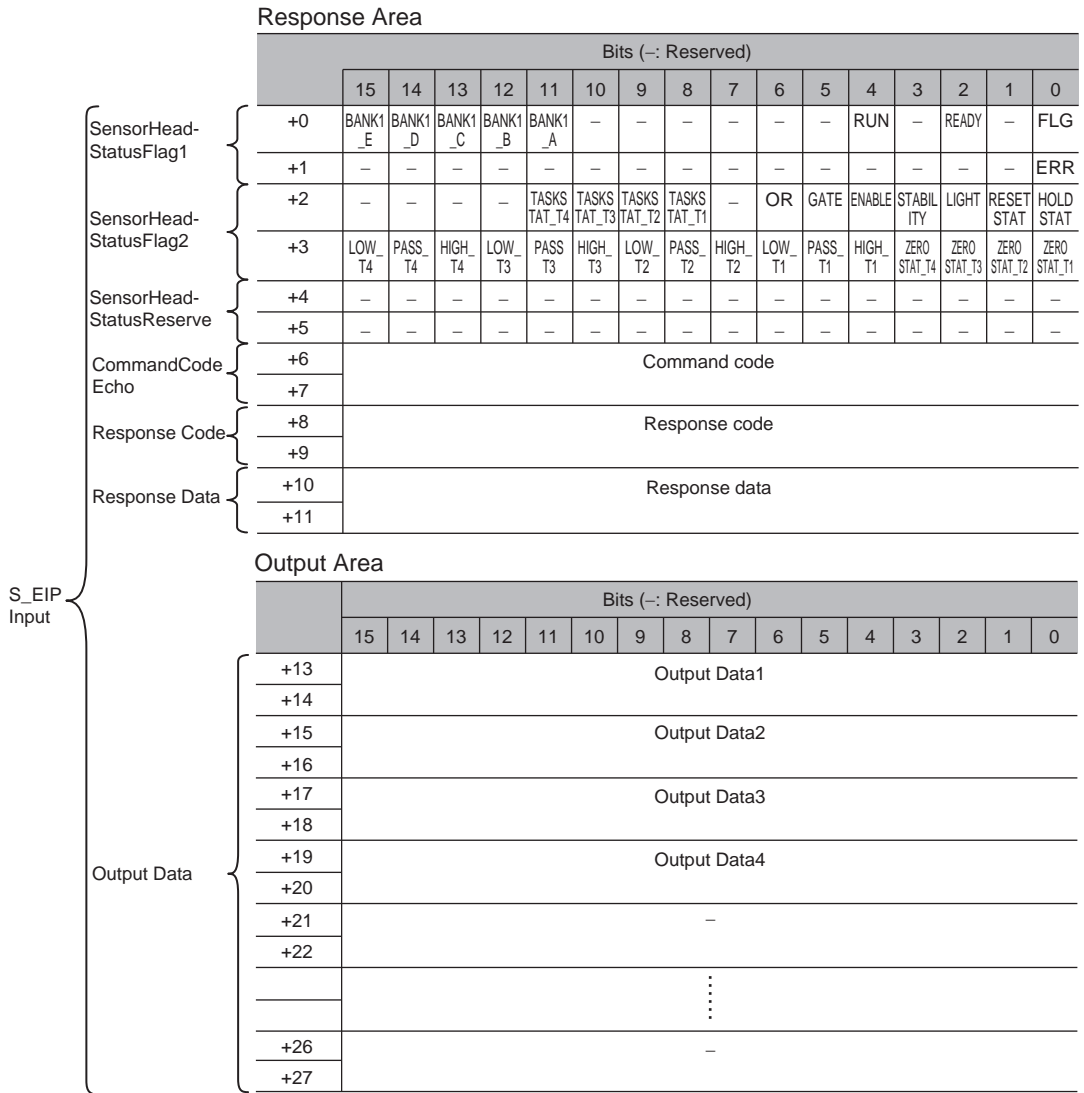 Response Area
Bits (–: Reserved)
15 14 13 12 11 10 9 8 7 6 5 4 3 2 1 0
SensorHead-
StatusFlag1
+0 BANK1_E BANK1_D BANK1_C BANK1_B BANK1_A – – – – – – RUN – READY – FLG
+1 – – – – – – – – – – – – – – – ERR
SensorHead-
StatusFlag2
+2 – – – – TASKSTAT_T4 TASKSTAT_T3 TASKSTAT_T2 TASKSTAT_T1 – OR GATE ENABLE STABILITY LIGHT RESET STAT HOLD STAT
+3 LOW_T4 PASS_T4 HIGH_T4 LOW_T3 PASS T3 HIGH_T3 LOW_T2 PASS_T2 HIGH_T2 LOW_T1 PASS_T1 HIGH_T1 ZERO STAT_T4 ZERO STAT_T3 ZERO STAT_T2 ZERO STAT_T1
SensorHead-
StatusReserve
+4 – – – – – – – – – – – – – – – –
+5 – – – – – – – – – – – – – – – –
CommandCode
Echo
+6 Command code
+7
Response Code
+8 Response code
+9
Response Data
+10 Response data
+11
S_EIP
Input
Output Area
Bits (–: Reserved)
15 14 13 12 11 10 9 8 7 6 5 4 3 2 1 0
Output Data
+13 Output Data1
+14
+15 Output Data2
+16
+17 Output Data3
+18
+19 Output Data4
+20
+21 –
+22
+26 –
+27